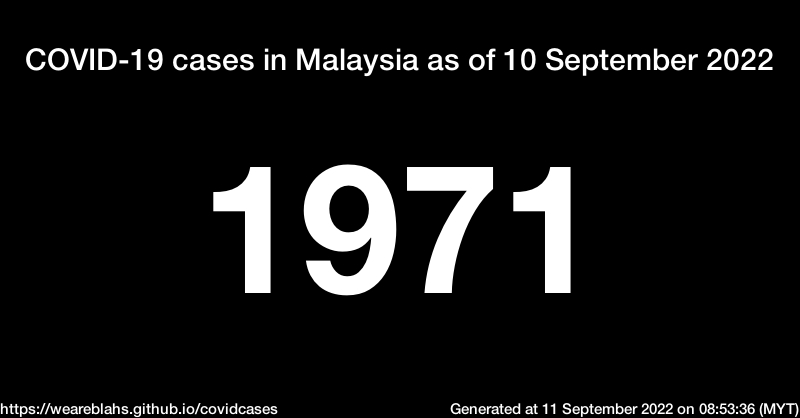 COVID-19 cases in Malaysia as of 10 September 2022
1971
https://weareblahs.github.io/covidcases
Generated at 11 September 2022 on 08:53:36 (MYT)